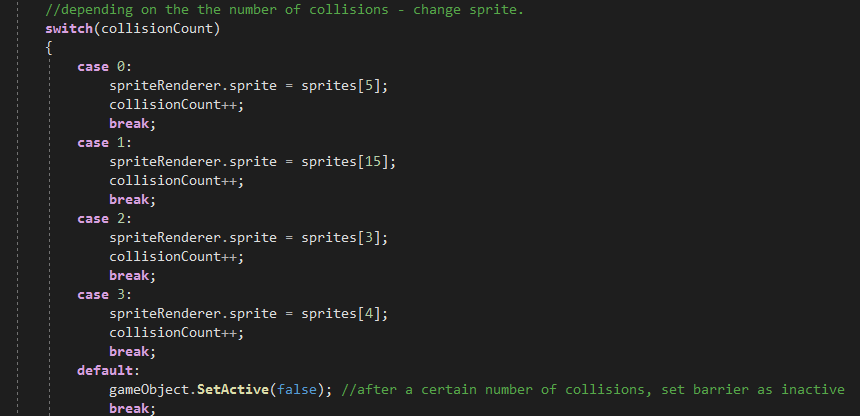 //depending on the the number of collisions - change sprite.
switch(collisionCount)
{
case 0:
spriteRenderer.sprite = sprites[5];
collisionCount++;
break;
case 1:
spriteRenderer.sprite = sprites[15];
collisionCount++;
break;
case 2:
spriteRenderer.sprite = sprites[3];
collisionCount++;
break;
case 3:
spriteRenderer.sprite = sprites[4];
collisionCount++;
break;
default:
gameObject.SetActive(false); //after a certain number of collisions, set barrier as inactive
break;